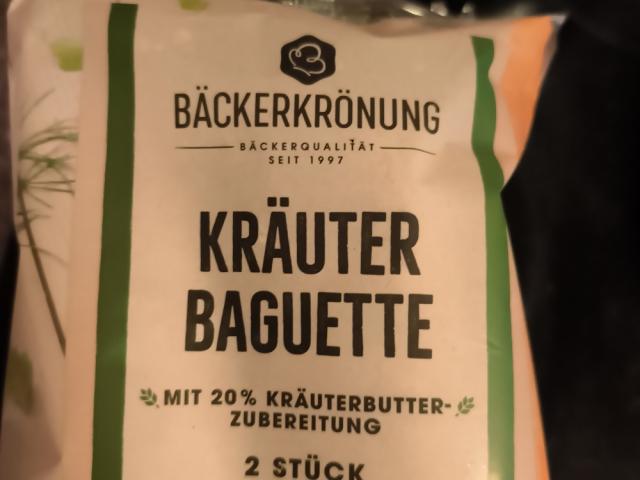 BÄCKERKRÖNUNG
BÄCKERQUALITÄT
SEIT 1997
KRÄUTER
BAGUETTE
MIT 20% KRÄUTERBUTTER-
ZUBEREITUNG
2 STÜCK